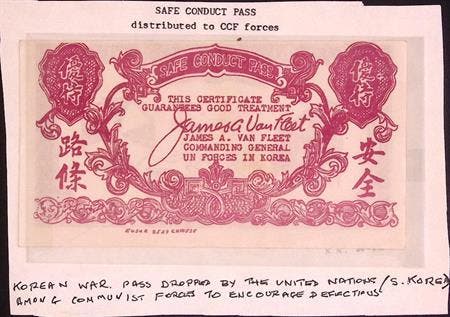 SAFE CONDUCT PASS
distributed to CCF forces
優待
SAFE CONDUCT PASS
優待
THIS CERTIFICATE
GUARANTEES GOOD TREATMENT
James A Van Fleet
JAMES A. VAN FLEET
COMMANDING GENERAL
UN FORCES IN KOREA
安全
路條
EUSAK CHINESE
KOREAN WAR. PASS DROPPED BY THE UNITED NATIONS (S. KOREA
AMONG COMMUNIST FORCES TO ENCOURAGE DEFECTIONS